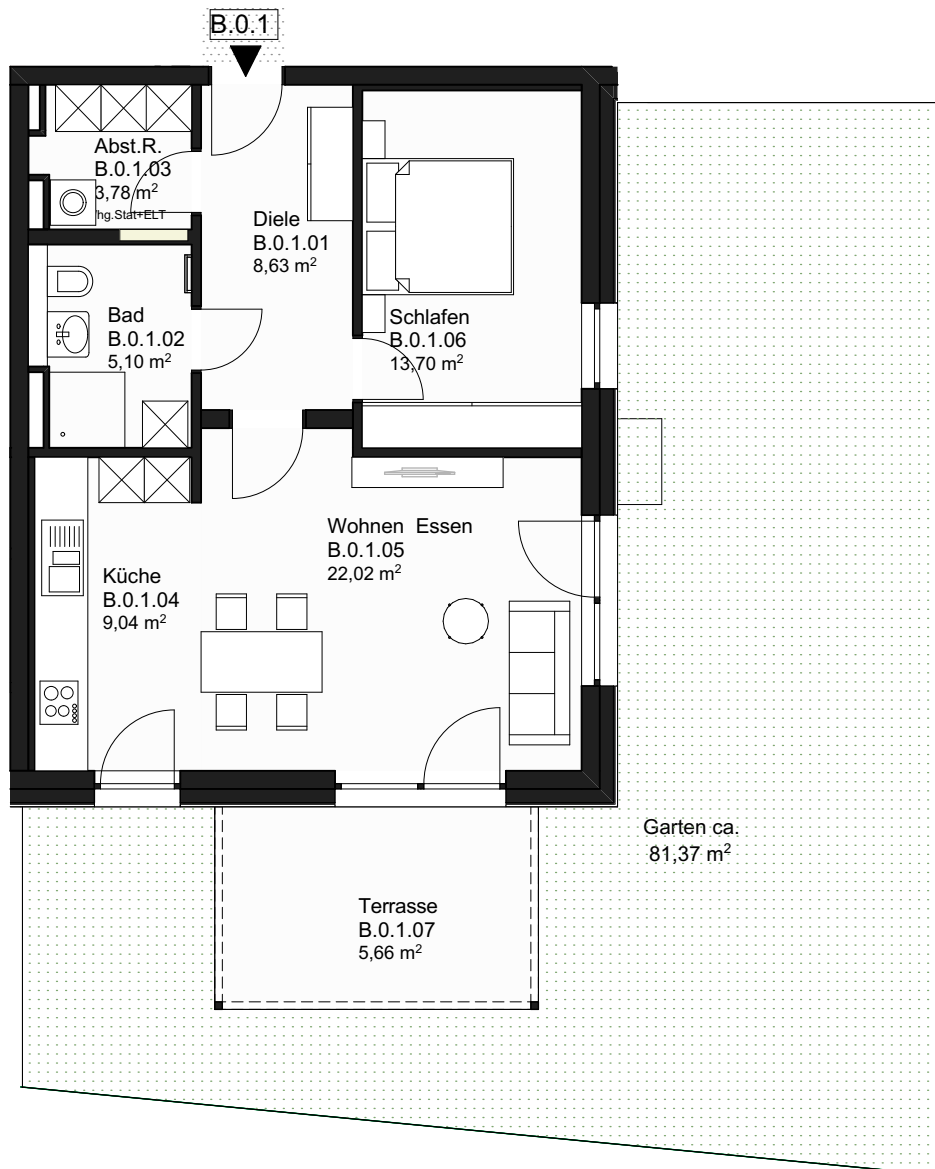 B.0.1
Abst.R.
B.0.1.03
3,78 m²
Vhg.Stat+ELT
Diele
B.0.1.01
8,63 m²
Bad
B.0.1.02
5,10 m²
Schlafen
B.0.1.06
13,70 m²
Wohnen Essen
B.0.1.05
22,02 m²
Küche
B.0.1.04
9,04 m²
Garten ca.
81,37 m²
Terrasse
B.0.1.07
5,66 m²